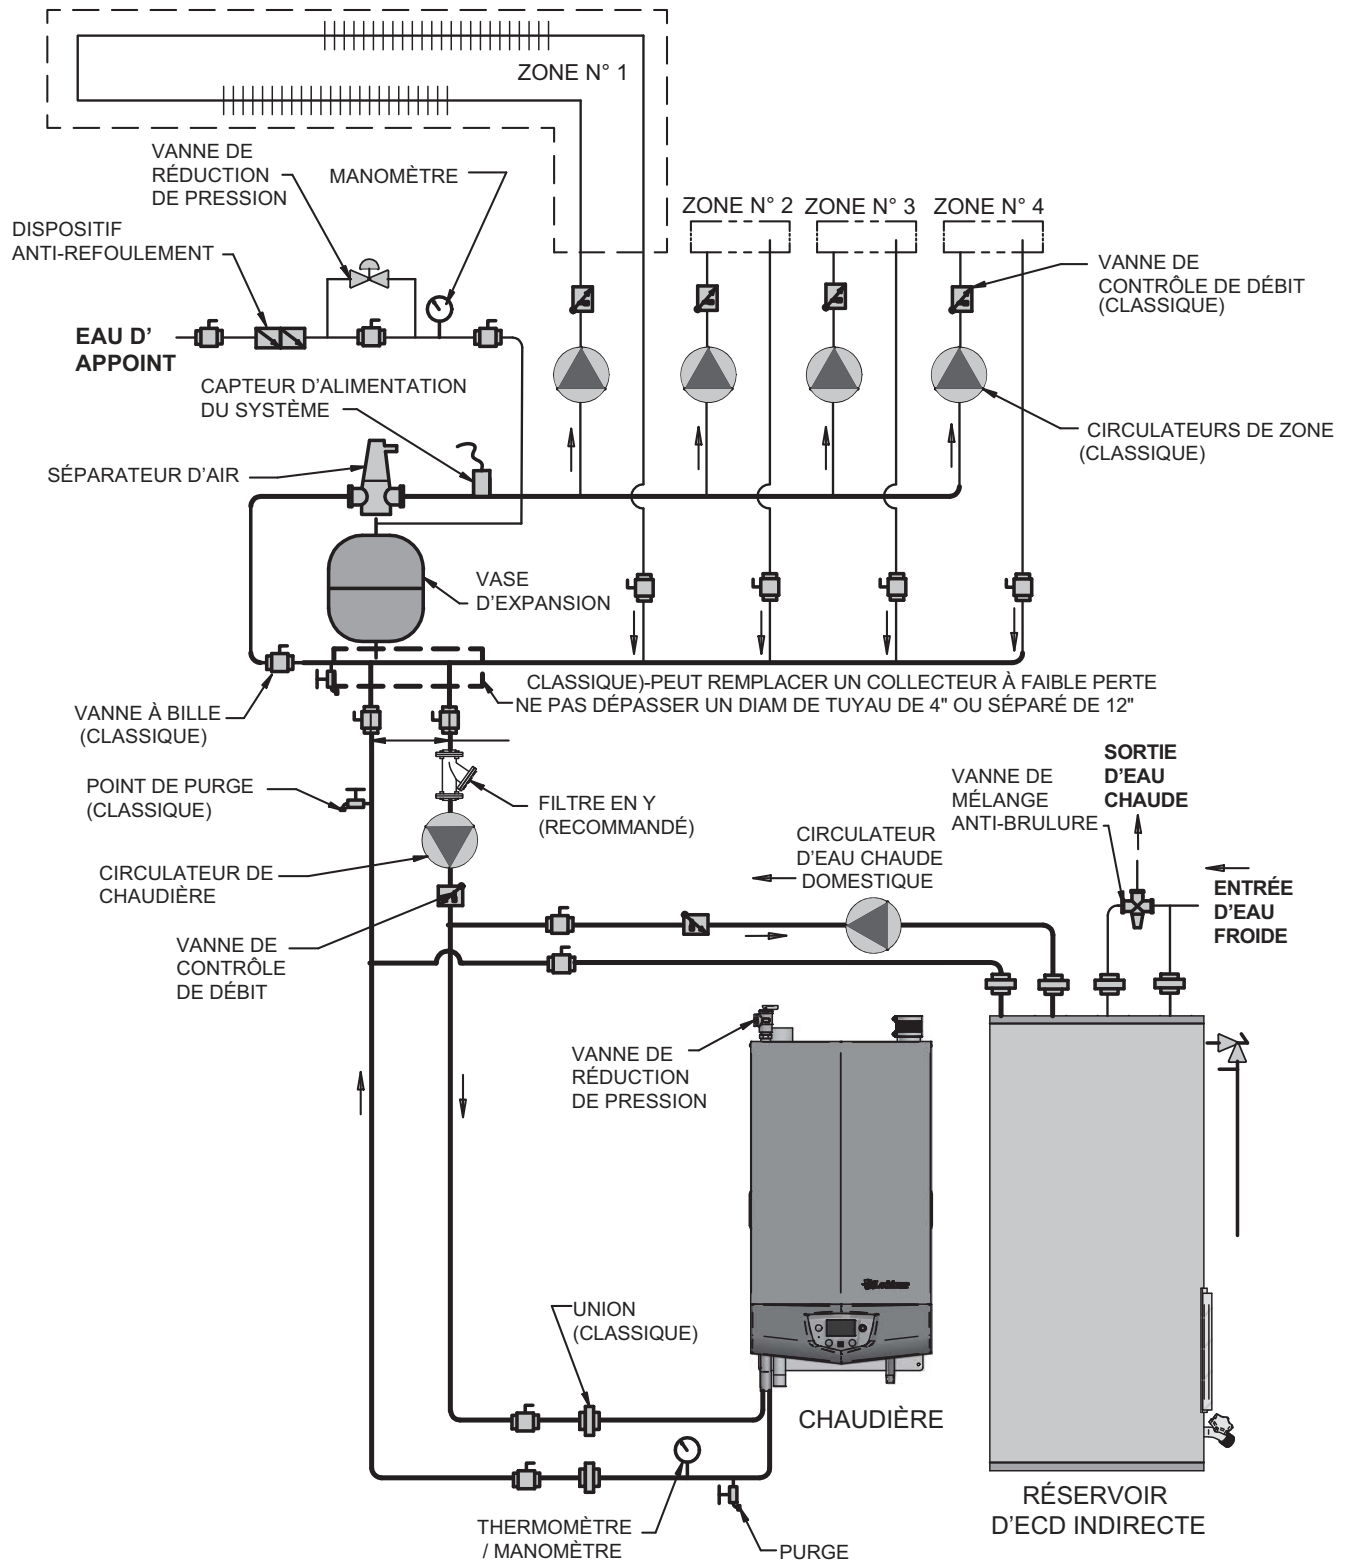 ZONE N° 1
VANNE DE
RÉDUCTION
DE PRESSION
MANOMÈTRE
DISPOSITIF
ANTI-REFOULEMENT
ZONE N° 2
ZONE N° 3
ZONE N° 4
VANNE DE
CONTRÔLE DE DÉBIT
(CLASSIQUE)
EAU D'
APPOINT
CAPTEUR D'ALIMENTATION
DU SYSTÈME
CIRCULATEURS DE ZONE
(CLASSIQUE)
SÉPARATEUR D'AIR
VASE
D'EXPANSION
CLASSIQUE)-PEUT REMPLACER UN COLLECTEUR À FAIBLE PERTE
NE PAS DÉPASSER UN DIAM DE TUYAU DE 4" OU SÉPARÉ DE 12"
VANNE À BILLE
(CLASSIQUE)
POINT DE PURGE
(CLASSIQUE)
FILTRE EN Y
(RECOMMANDÉ)
VANNE DE
MÉLANGE
ANTI-BRULURE
SORTIE
D'EAU
CHAUDE
CIRCULATEUR
D'EAU CHAUDE
DOMESTIQUE
CIRCULATEUR DE
CHAUDIÈRE
ENTRÉE
D'EAU
FROIDE
VANNE DE
CONTRÔLE
DE DÉBIT
VANNE DE
RÉDUCTION
DE PRESSION
Lochinvar
UNION
(CLASSIQUE)
CHAUDIÈRE
RÉSERVOIR
D'ECD INDIRECTE
THERMOMÈTRE
/ MANOMÈTRE
PURGE